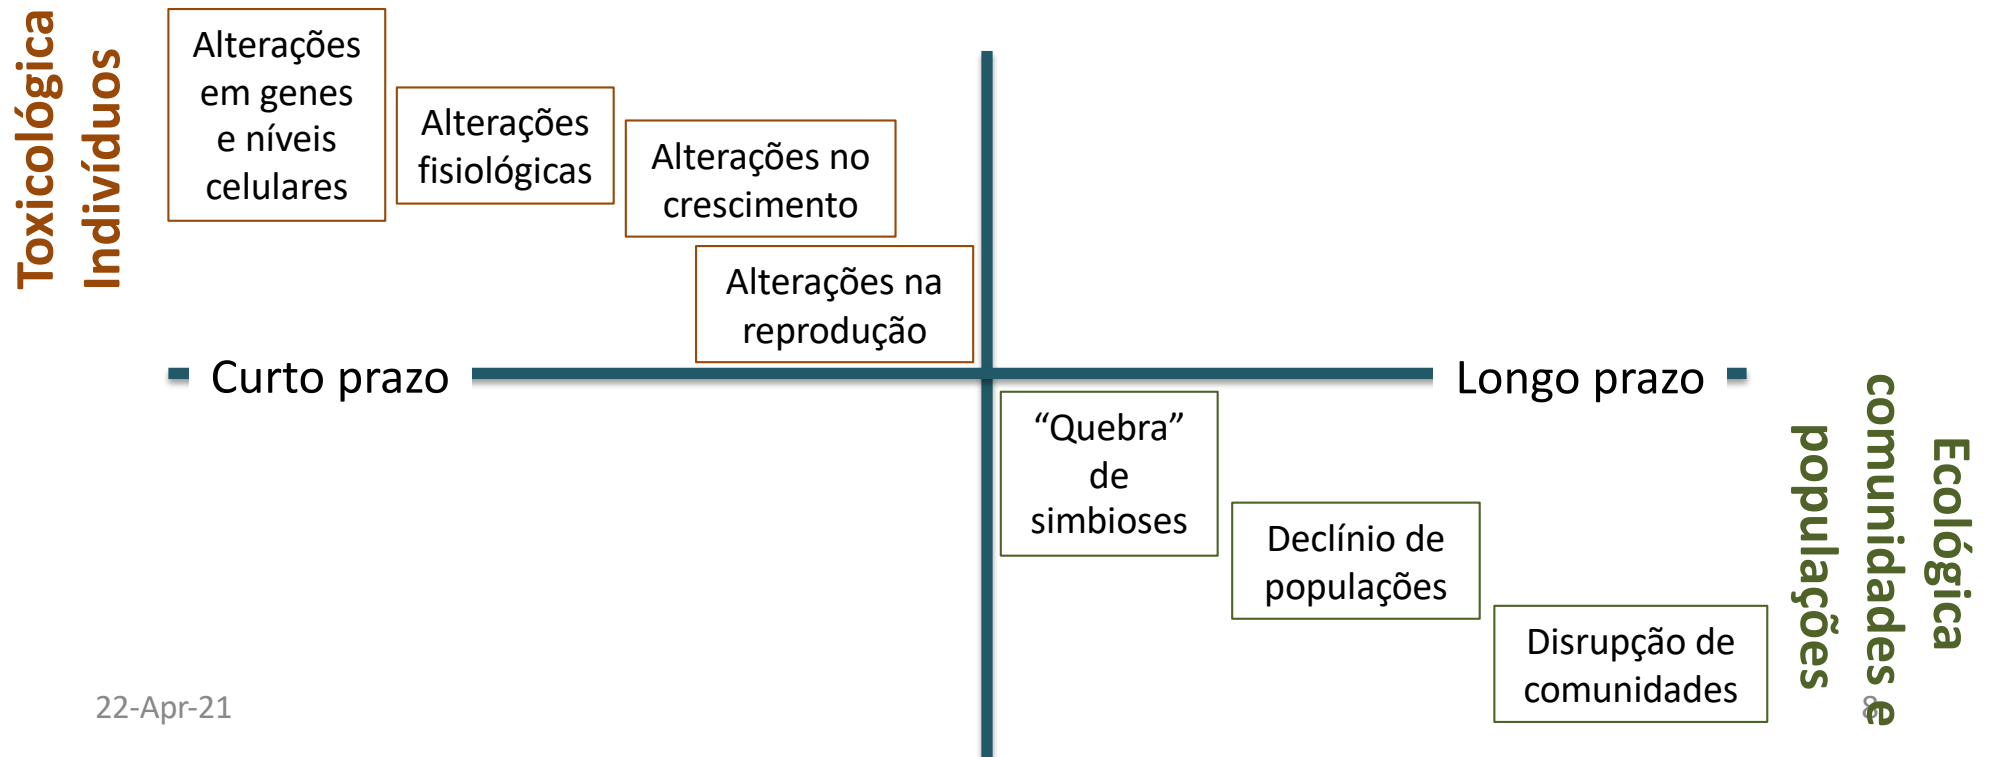 Toxicológica
Indivíduos
Alterações
em genes
e níveis
celulares
Alterações
fisiológicas
Alterações no
crescimento
Alterações na
reprodução
Curto prazo
Longo prazo
“Quebra”
de
simbioses
Declínio de
populações
Disrupção de
comunidades
Ecológica
comunidades e
populações
22-Apr-21
8